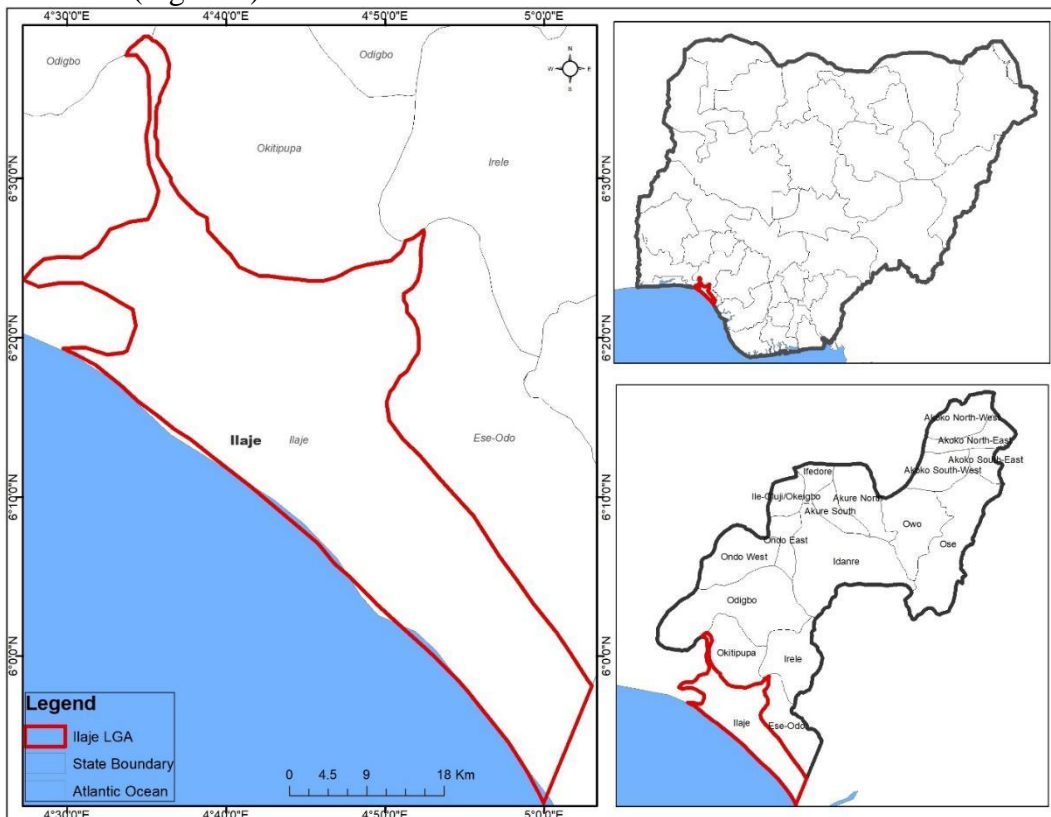 4°30'0"E 4°40'0"E 4°50'0"E 5°0'0"E
Odigbo
Odigbo
N
W E
S
Okitipupa
Irele
6°30'0"N
6°30'0"N
6°20'0"N
6°20'0"N
Ilaje Ilaje
Ese-Odo
6°10'0"N
6°10'0"N
6°0'0"N
6°0'0"N
Legend
Ilaje LGA
State Boundary
Atlantic Ocean
0 4.5 9 18 Km
4°30'0"E 4°40'0"E 4°50'0"E 5°0'0"E
Akoko North-West
Akoko North-East
Akoko South-East
Akoko South-West
Ifedore
Ile-Oluji/Okeigbo
Akure North
Akure South
Owo
Ose
Ondo East
Ondo West
Idanre
Odigbo
Okitipupa
Irele
Ilaje
Ese-Odo